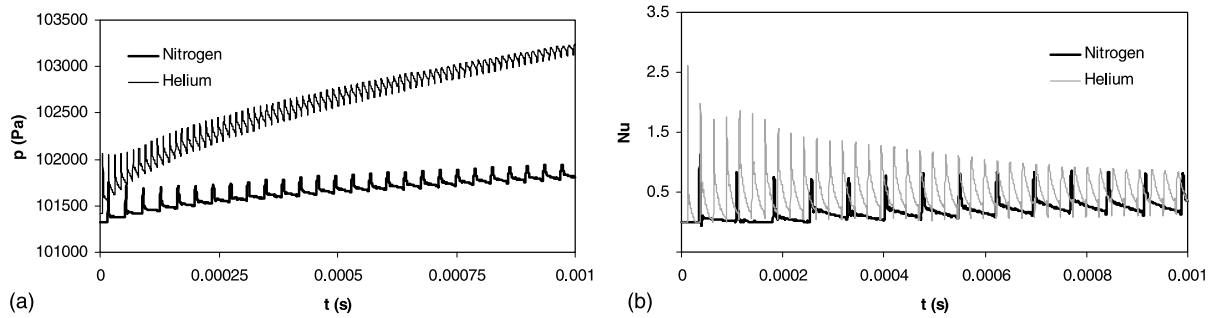 103500
103000
102500
102000
101500
101000
p (Pa)
Nitrogen
Helium
0
0.00025
0.0005
0.00075
0.001
t (s)
(a)
3.5
2.5
1.5
0.5
Nu
Nitrogen
Helium
0
0.0002
0.0004
0.0006
0.0008
0.001
t (s)
(b)